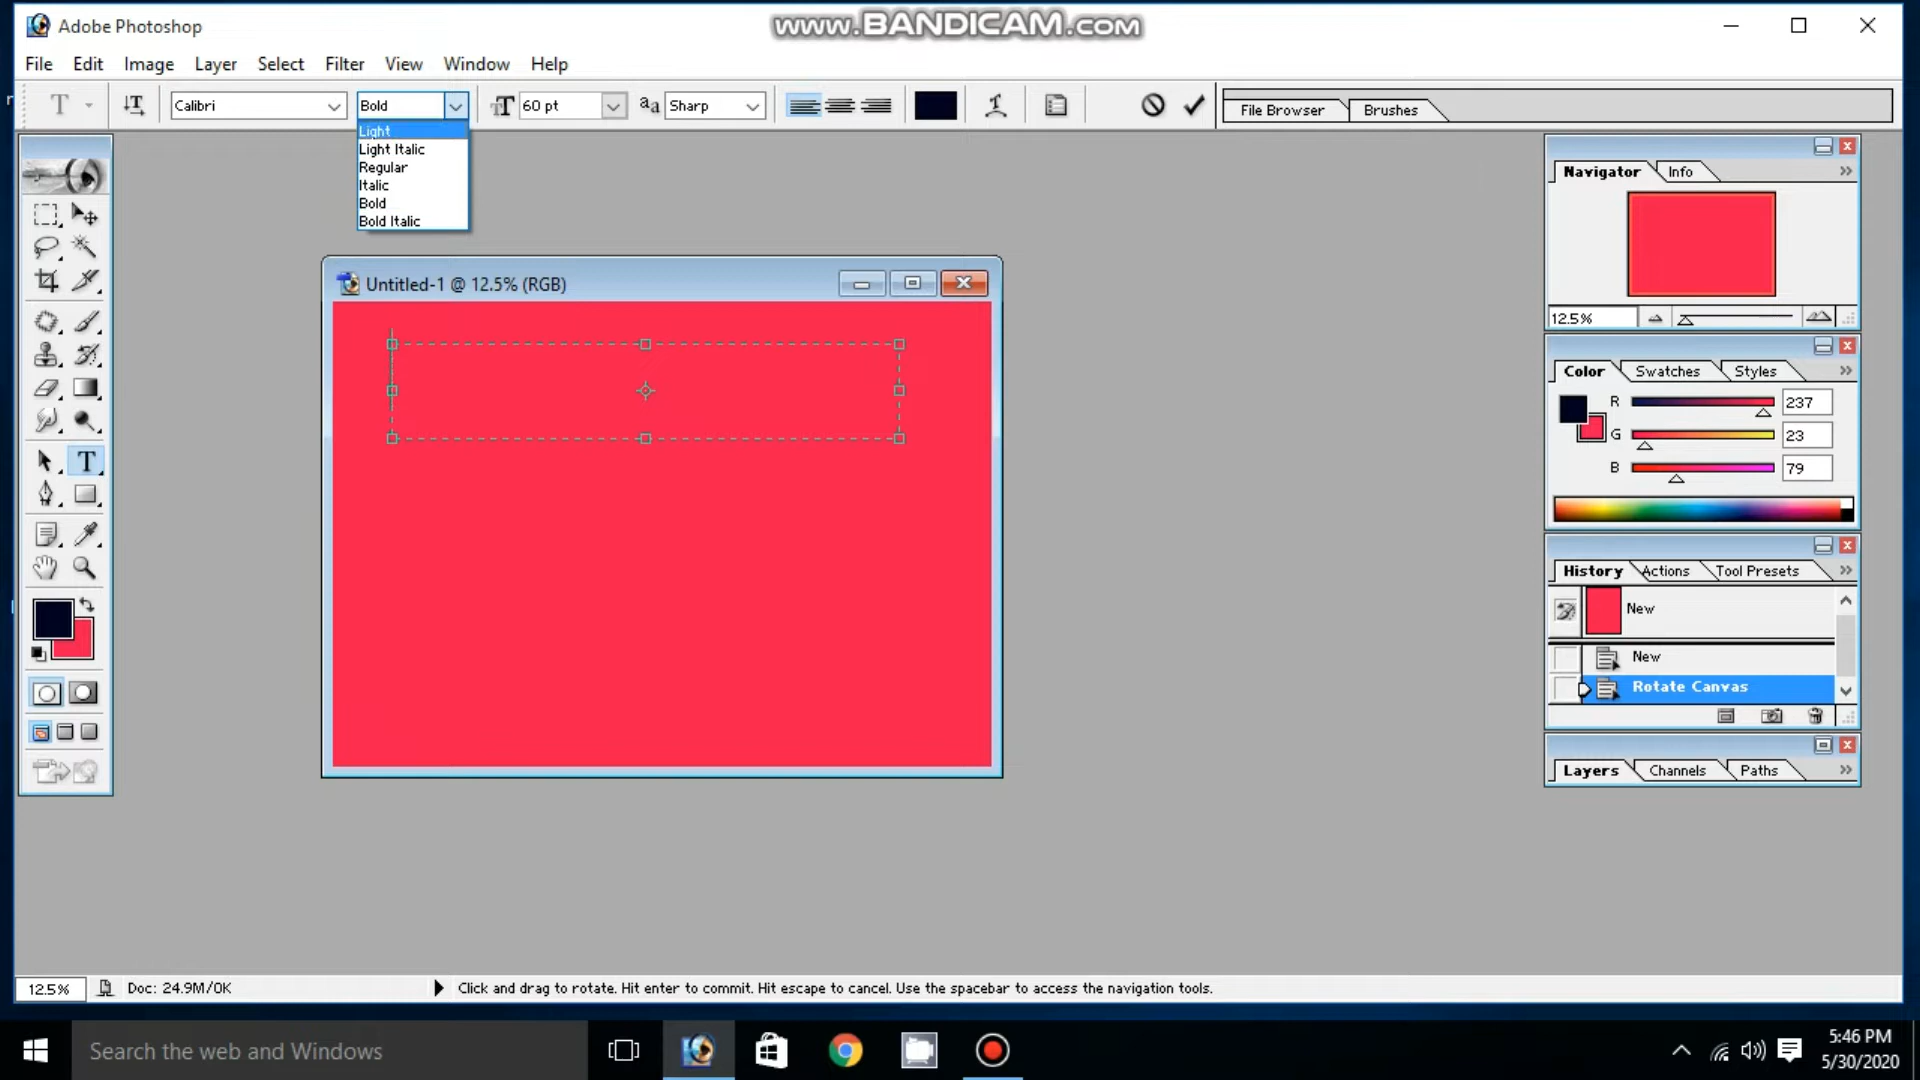 Adobe Photoshop
www.BANDICAM.com
File Edit Image Layer Select Filter View Window Help
T Calibri Bold 60 pt aa Sharp File Browser Brushes
Light
Light Italic
Regular
Italic
Bold
Bold Italic
Untitled-1 @ 12.5% (RGB)
Navigator Info
12.5%
Color Swatches Styles
R 237
G 23
B 79
History Actions Tool Presets
New
New
Rotate Canvas
Layers Channels Paths
12.5% Doc: 24.9M/0K Click and drag to rotate. Hit enter to commit. Hit escape to cancel. Use the spacebar to access the navigation tools.
Search the web and Windows
5:46 PM
5/30/2020